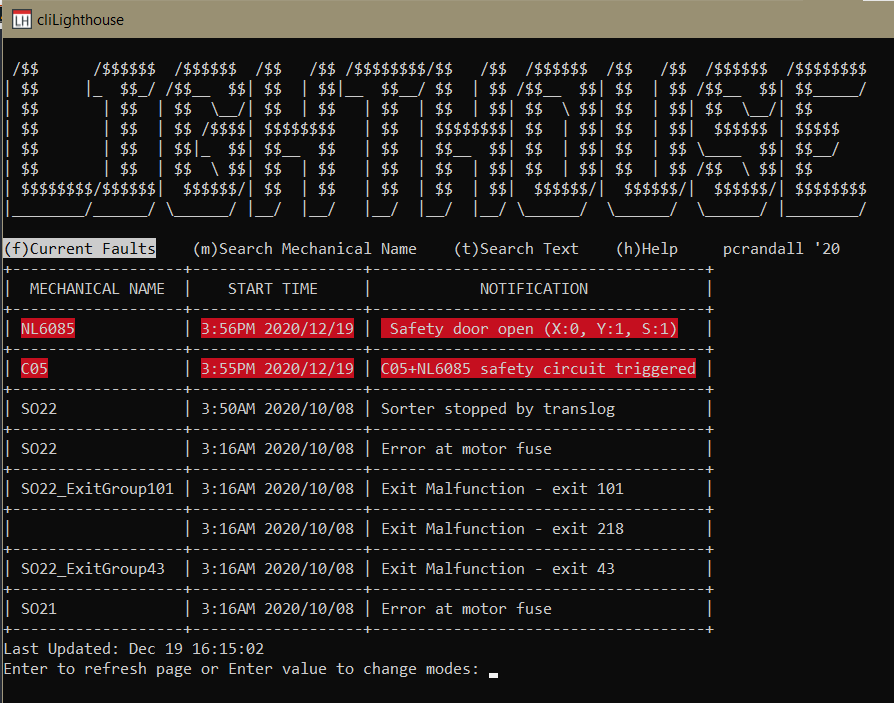 LH cliLighthouse
LIGHTHOUSE
(f)Current Faults (m)Search Mechanical Name (t)Search Text (h)Help pcrandall '20
MECHANICAL NAME START TIME NOTIFICATION
NL6085 3:56PM 2020/12/19 Safety door open (X:0, Y:1, S:1)
C05 3:55PM 2020/12/19 C05+NL6085 safety circuit triggered
SO22 3:50AM 2020/10/08 Sorter stopped by translog
SO22 3:16AM 2020/10/08 Error at motor fuse
SO22_ExitGroup101 3:16AM 2020/10/08 Exit Malfunction - exit 101
3:16AM 2020/10/08 Exit Malfunction - exit 218
SO22_ExitGroup43 3:16AM 2020/10/08 Exit Malfunction - exit 43
SO21 3:16AM 2020/10/08 Error at motor fuse
Last Updated: Dec 19 16:15:02
Enter to refresh page or Enter value to change modes: